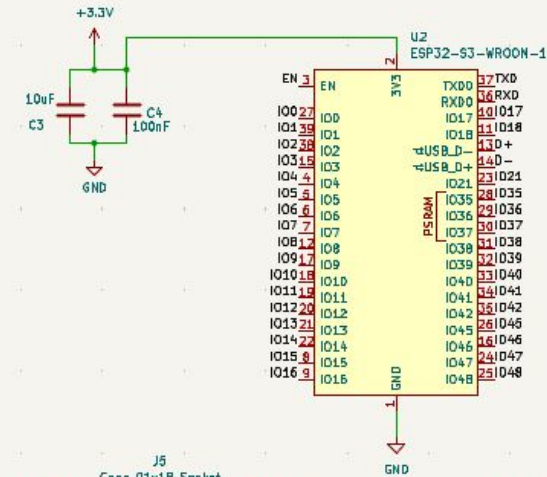 +3.3V
10uF
C3
C4
100nF
GND
U2
ESP32-S3-WROON-1
2
3V3
EN 3 EN TXD0 37 TXD
RXD0 36 RXD
IO0 27 IO0 IO17 10 IO17
IO1 39 IO1 IO18 11 IO18
IO2 38 IO2 USB_D- 13 D+
IO3 15 IO3 USB_D+ 14 D-
IO4 4 IO4 IO21 23 IO21
IO5 5 IO5 IO35 28 IO35
IO6 6 IO6 IO36 29 IO36
IO7 7 IO7 IO37 30 IO37
PSRAM
IO8 12 IO8 IO38 31 IO38
IO9 17 IO9 IO39 32 IO39
IO10 18 IO10 IO40 33 IO40
IO11 19 IO11 IO41 34 IO41
IO12 20 IO12 IO42 35 IO42
IO13 21 IO13 IO45 26 IO45
IO14 22 IO14 IO46 16 IO46
IO15 8 IO15 IO47 24 IO47
IO16 9 IO16 IO48 25 IO48
GND
1
GND
J5